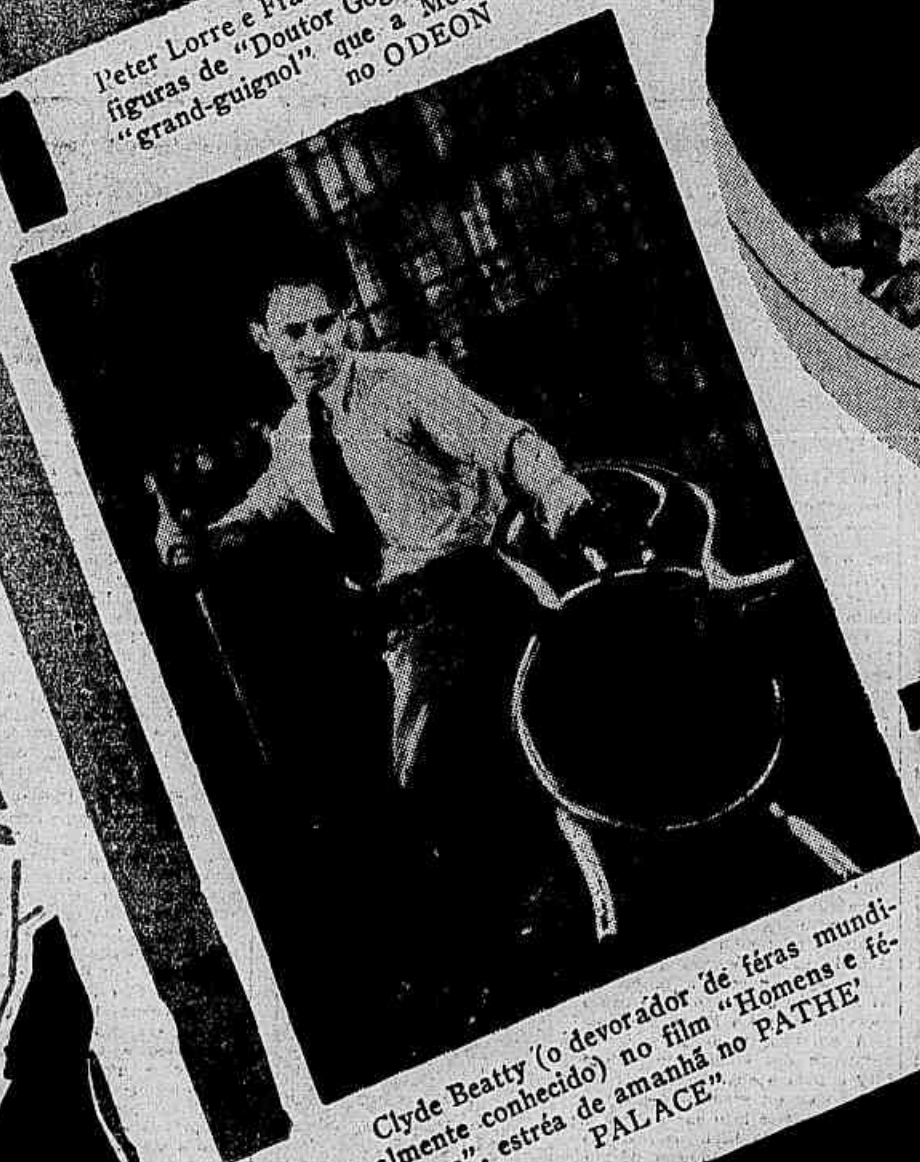 Peter Lorre e
figuras de "Doutor
"grand-guignol" que a
no ODEON
Clyde Beatty (o devorador de féras mundi-
almente conhecido) no film "Homens e fé-
estréa de amanhã no PATHE'
PALACE"